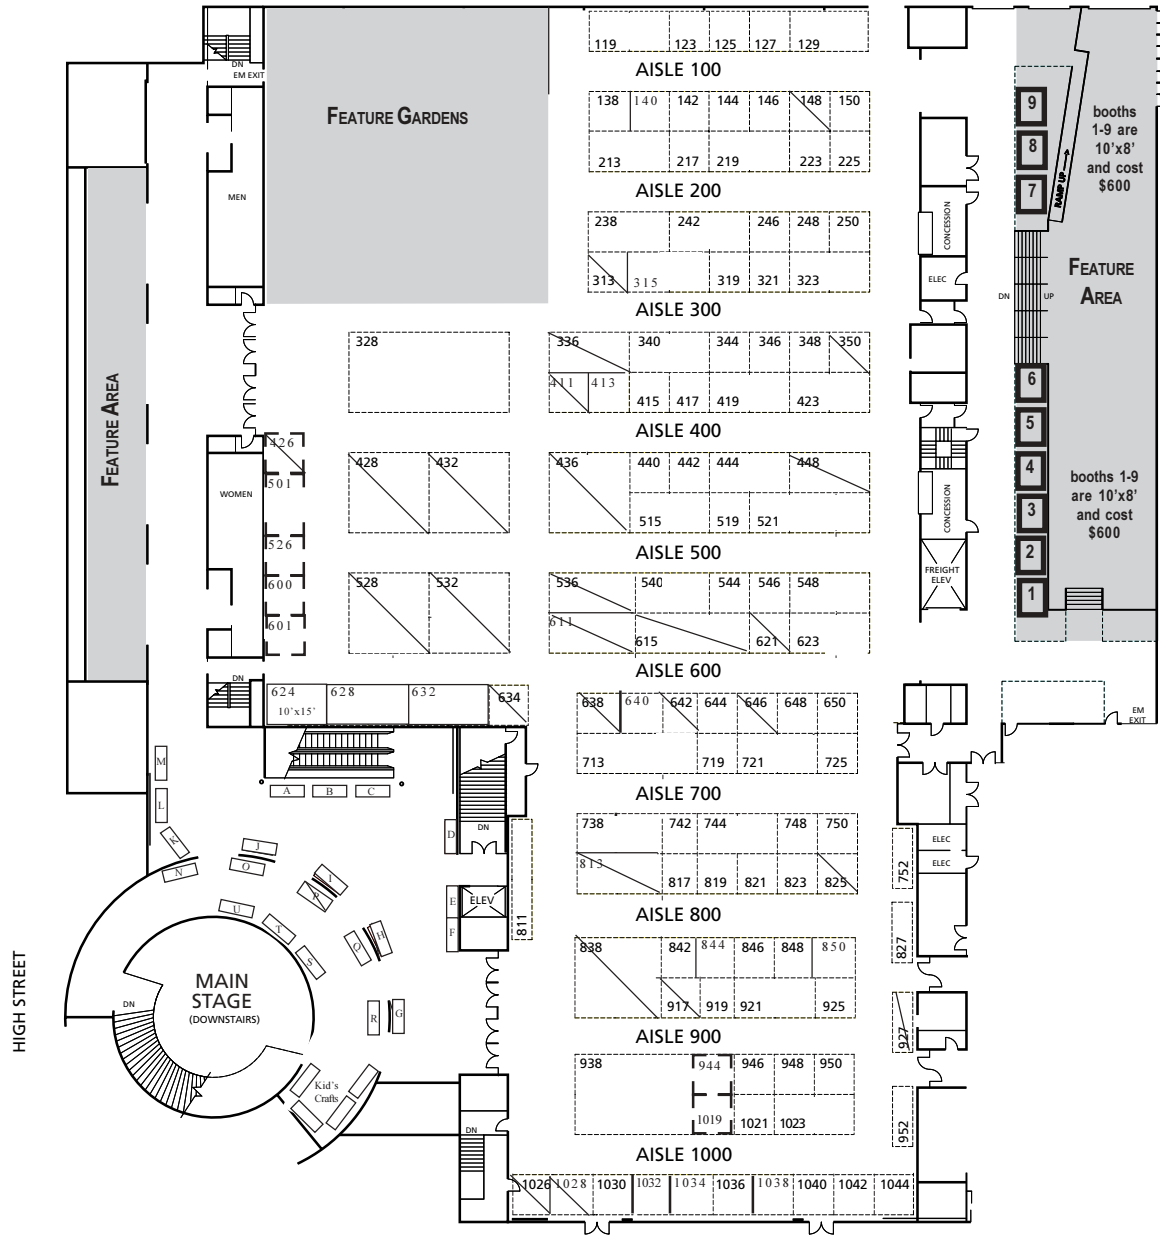 119 123 125 127 129
DN
EM EXIT
AISLE 100
138 140 142 144 146 148 150
213 217 219 223 225
FEATURE GARDENS
9
8
7
booths
1-9 are
10'x8'
and cost
$600
RAMP UP
MEN
AISLE 200
238 242 246 248 250
313 315 319 321 323
CONCESSION
ELEC
DN UP
FEATURE
AREA
AISLE 300
328
336 340 344 346 348 350
411 413 415 417 419 423
6
5
4
3
2
1
FEATURE AREA
AISLE 400
426
428 432 436 440 442 444 448
501
WOMEN
515 519 521
526
CONCESSION
booths 1-9
are 10'x8'
and cost
$600
AISLE 500
528 532 536 540 544 546 548
600
601
611 615 621 623
FREIGHT
ELEV
AISLE 600
DN
624 628 632 634
10'x15'
638 640 642 644 646 648 650
713 719 721 725
EM
EXIT
M
L
K
A B C
D
DN
AISLE 700
738 742 744 748 750
813 817 819 821 823 825
752
ELEC
ELEC
J
N O
I
P
E
ELEV
F
811
AISLE 800
U
T
S
Q
H
838 842 844 846 848 850
917 919 921 925
827
HIGH STREET
MAIN
STAGE
(DOWNSTAIRS)
DN
R G
927
AISLE 900
938 944 946 948 950
1019 1021 1023
952
Kid's
Crafts
DN
AISLE 1000
1026 1028 1030 1032 1034 1036 1038 1040 1042 1044